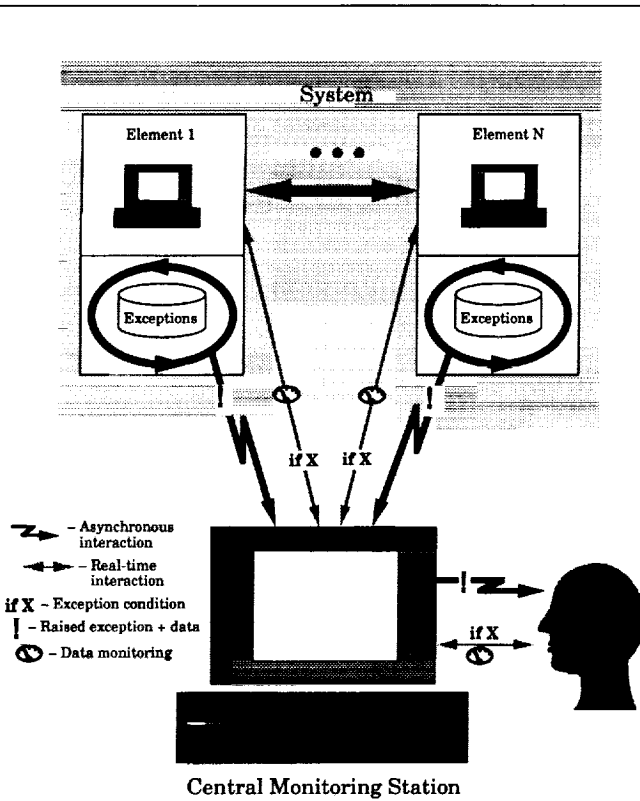 System
Element 1
• • •
Element N
Exceptions
Exceptions
!
!
if X
if X
– Asynchronous
interaction
– Real-time
interaction
if X – Exception condition
! – Raised exception + data
– Data monitoring
!
if X
Central Monitoring Station